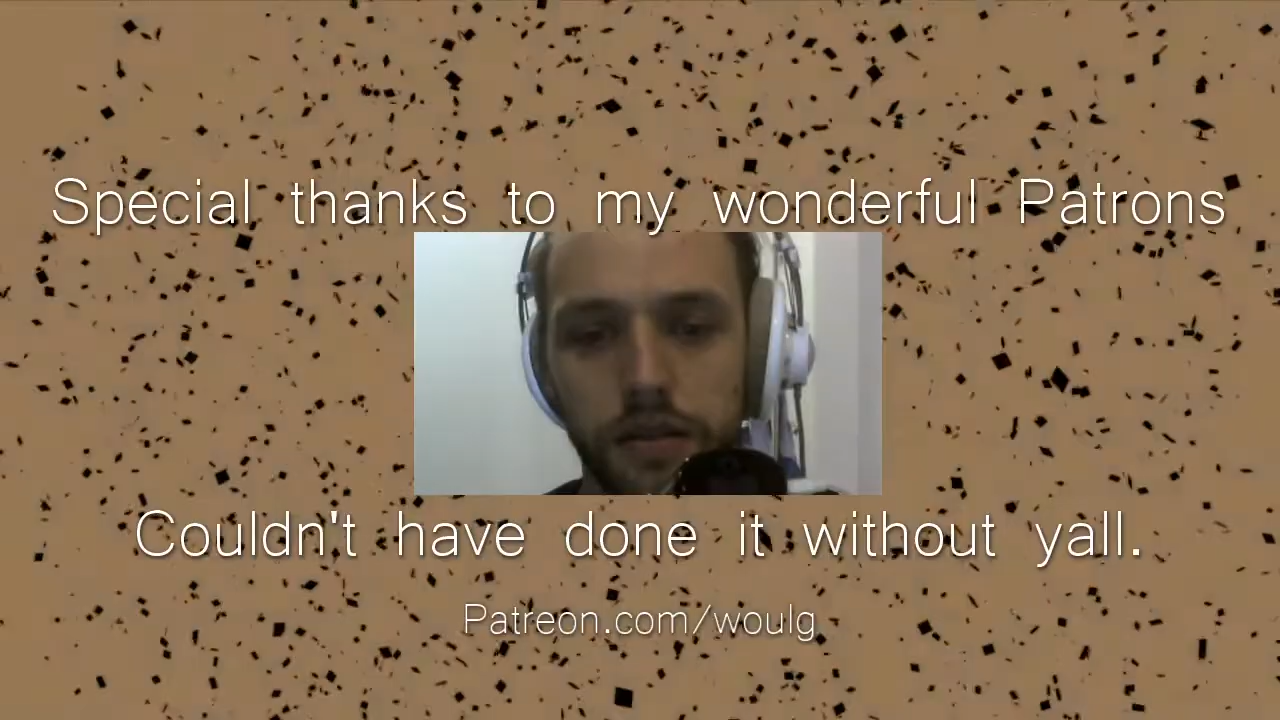 Special thanks to my wonderful Patrons
Couldn't have done it without yall.
Patreon.com/woulg